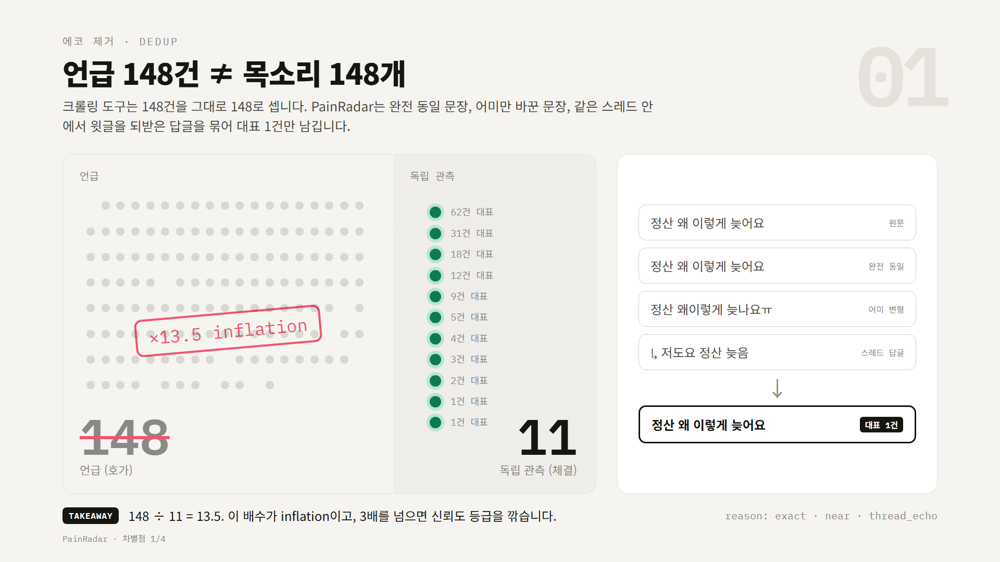 에코 제거 · DEDUP
01
언급 148건 ≠ 목소리 148개
크롤링 도구는 148건을 그대로 148로 셉니다. PainRadar는 완전 동일 문장, 어미만 바꾼 문장, 같은 스레드 안
에서 윗글을 되받은 답글을 묶어 대표 1건만 남깁니다.
언급
×13.5 inflation
148
언급 (호가)
독립 관측
62건 대표
31건 대표
18건 대표
12건 대표
9건 대표
5건 대표
4건 대표
3건 대표
2건 대표
1건 대표
1건 대표
11
독립 관측 (체결)
정산 왜 이렇게 늦어요 원문
정산 왜 이렇게 늦어요 완전 동일
정산 왜이렇게 늦나요ㅠ 어미 변형
↳ 저도요 정산 늦음 스레드 답글
↓
정산 왜 이렇게 늦어요 대표 1건
TAKEAWAY 148 ÷ 11 = 13.5. 이 배수가 inflation이고, 3배를 넘으면 신뢰도 등급을 깎습니다.
reason: exact · near · thread_echo
PainRadar · 차별점 1/4